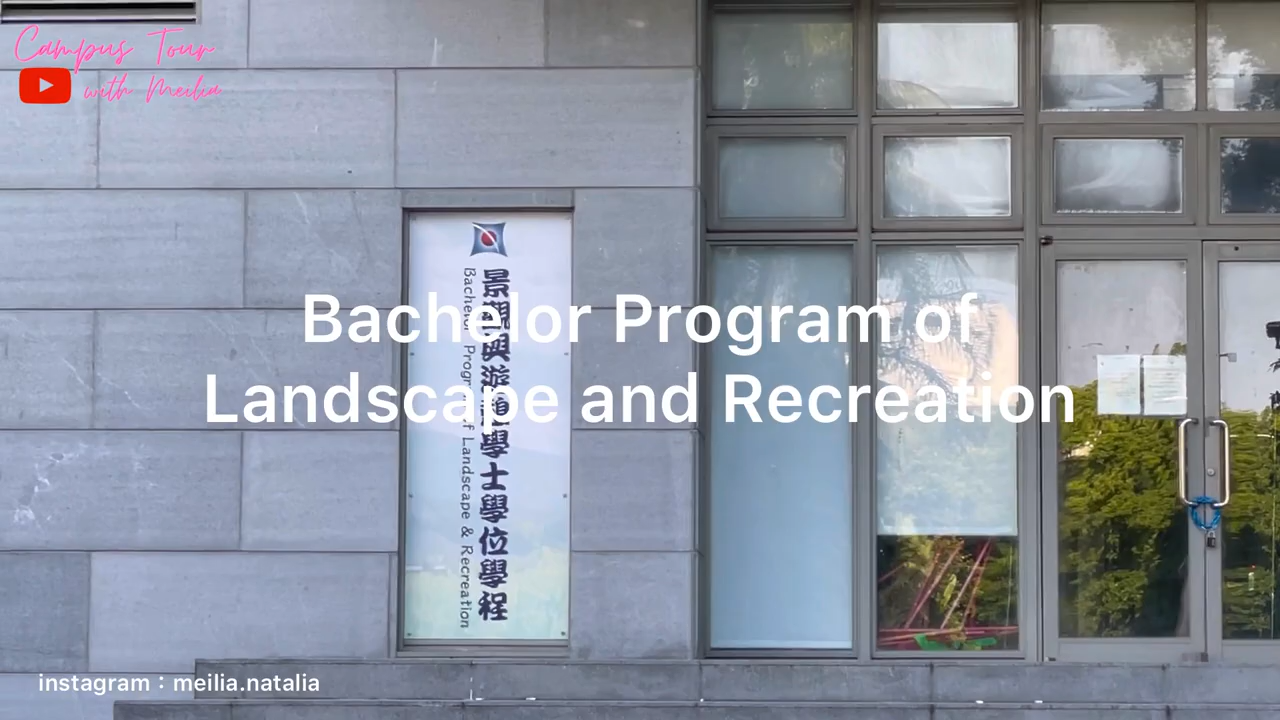 Campus Tour
with Meilia
景觀與遊憩學士學位學程
Bachelor Program of Landscape & Recreation
Bachelor Program of
Landscape and Recreation
instagram：meilia.natalia